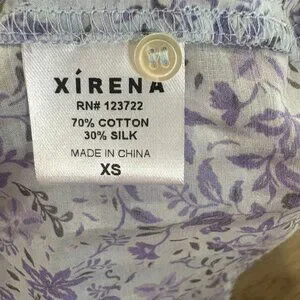 XÍRENA
RN# 123722
70% COTTON
30% SILK
MADE IN CHINA
XS